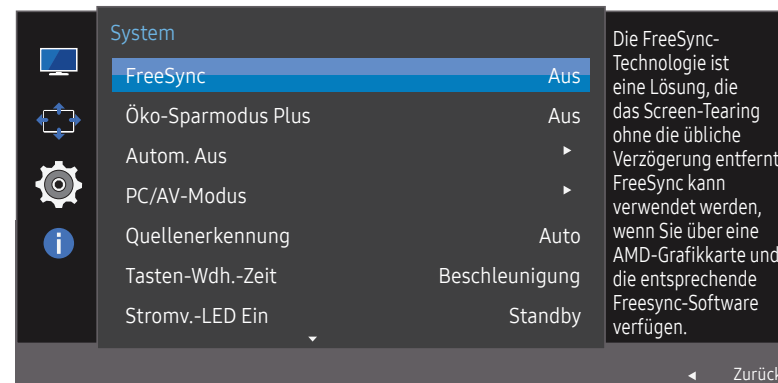 System
FreeSync Aus
Öko-Sparmodus Plus Aus
Autom. Aus
PC/AV-Modus
Quellenerkennung Auto
Tasten-Wdh.-Zeit Beschleunigung
Stromv.-LED Ein Standby
Die FreeSync-
Technologie ist
eine Lösung, die
das Screen-Tearing
ohne die übliche
Verzögerung entfernt
FreeSync kann
verwendet werden,
wenn Sie über eine
AMD-Grafikkarte und
die entsprechende
Freesync-Software
verfügen.
Zurück